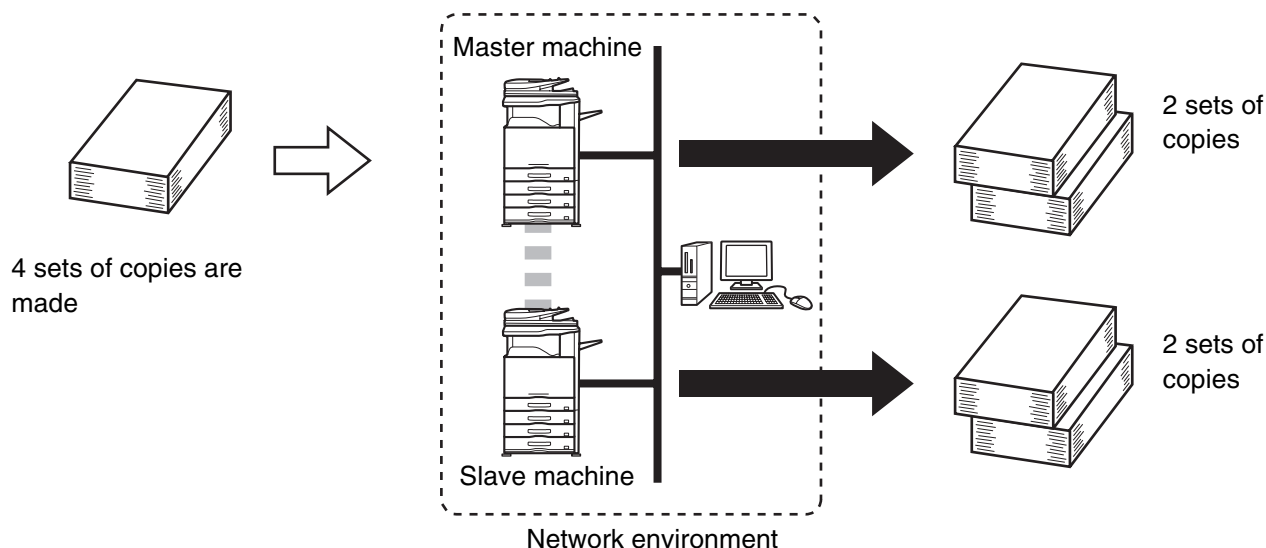 Master machine
2 sets of
copies
4 sets of copies are
made
2 sets of
copies
Slave machine
Network environment